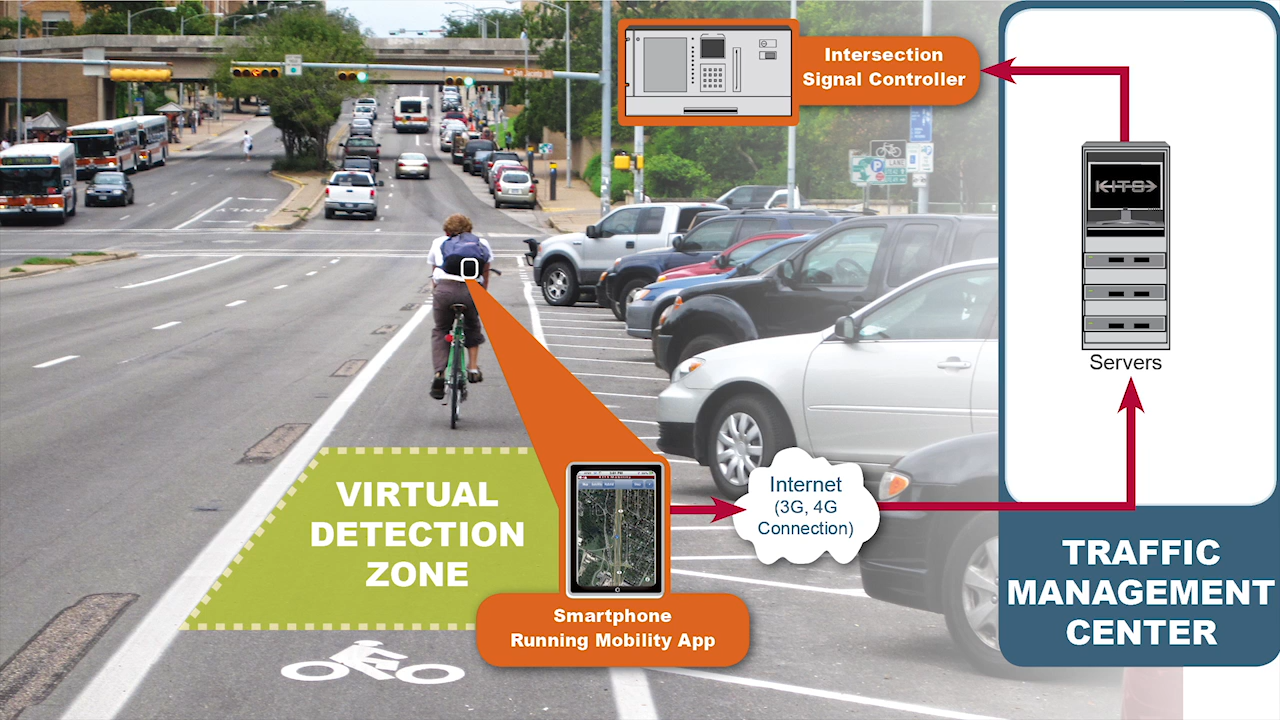 Intersection
Signal Controller
KITS
LANE
P
Servers
Internet
(3G, 4G
Connection)
VIRTUAL
DETECTION
ZONE
Smartphone
Running Mobility App
TRAFFIC
MANAGEMENT
CENTER